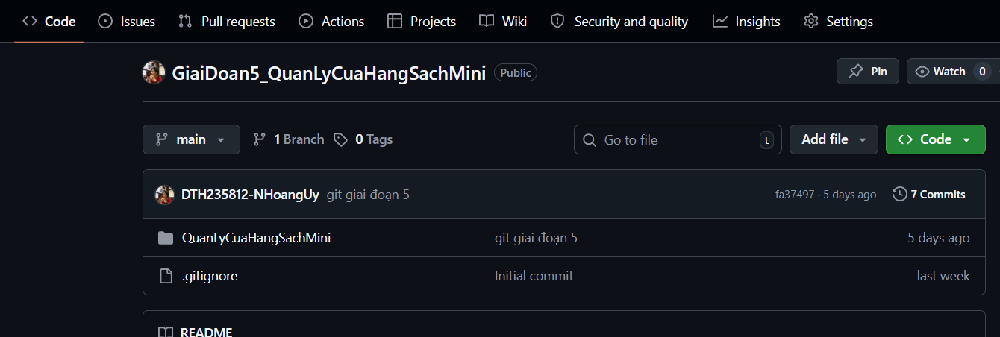 Code Issues Pull requests Actions Projects Wiki Security and quality Insights Settings
GiaiDoan5_QuanLyCuaHangSachMini Public Pin Watch 0
main 1 Branch 0 Tags Go to file t Add file Code
DTH235812-NHoangUy git giai đoạn 5 fa37497 · 5 days ago 7 Commits
QuanLyCuaHangSachMini git giai đoạn 5 5 days ago
.gitignore Initial commit last week
README